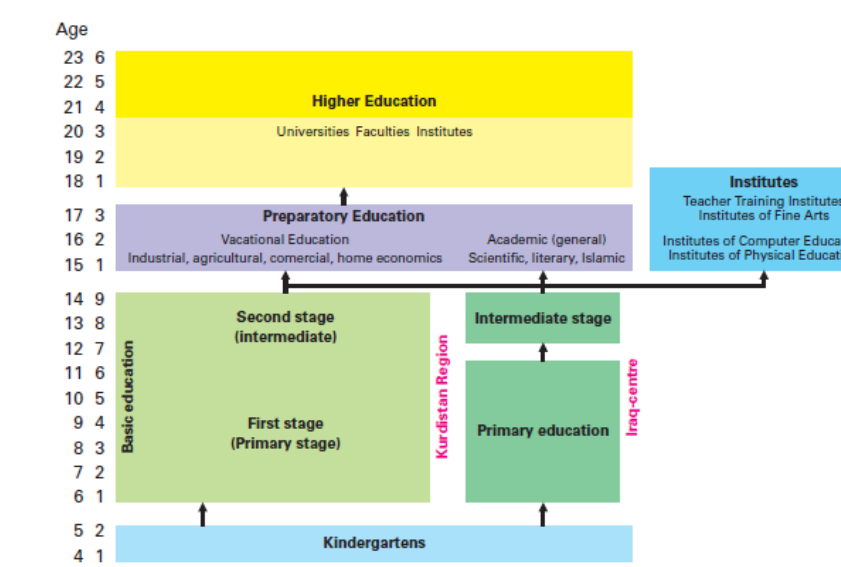 Age
23 6
22 5
21 4
20 3
19 2
18 1
Higher Education
Universities Faculties Institutes
17 3
16 2
15 1
Preparatory Education
Vacational Education
Industrial, agricultural, comercial, home economics
Academic (general)
Scientific, literary, Islamic
Institutes
Teacher Training Institutes
Institutes of Fine Arts
Institutes of Computer Educa
Institutes of Physical Educat
14 9
13 8
12 7
11 6
10 5
9 4
8 3
7 2
6 1
Basic education
Second stage
(intermediate)
First stage
(Primary stage)
Kurdistan Region
Intermediate stage
Primary education
Iraq-centre
5 2
4 1
Kindergartens